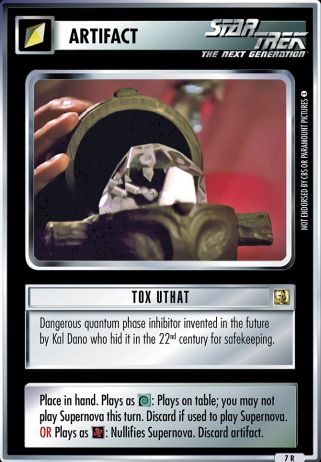 ARTIFACT
STAR TREK
THE NEXT GENERATION
NOT ENDORSED BY CBS OR PARAMOUNT PICTURES
TOX UTHAT
Dangerous quantum phase inhibitor invented in the future
by Kal Dano who hid it in the 22nd century for safekeeping.
Place in hand. Plays as : Plays on table; you may not
play Supernova this turn. Discard if used to play Supernova.
OR Plays as : Nullifies Supernova. Discard artifact.
7 R